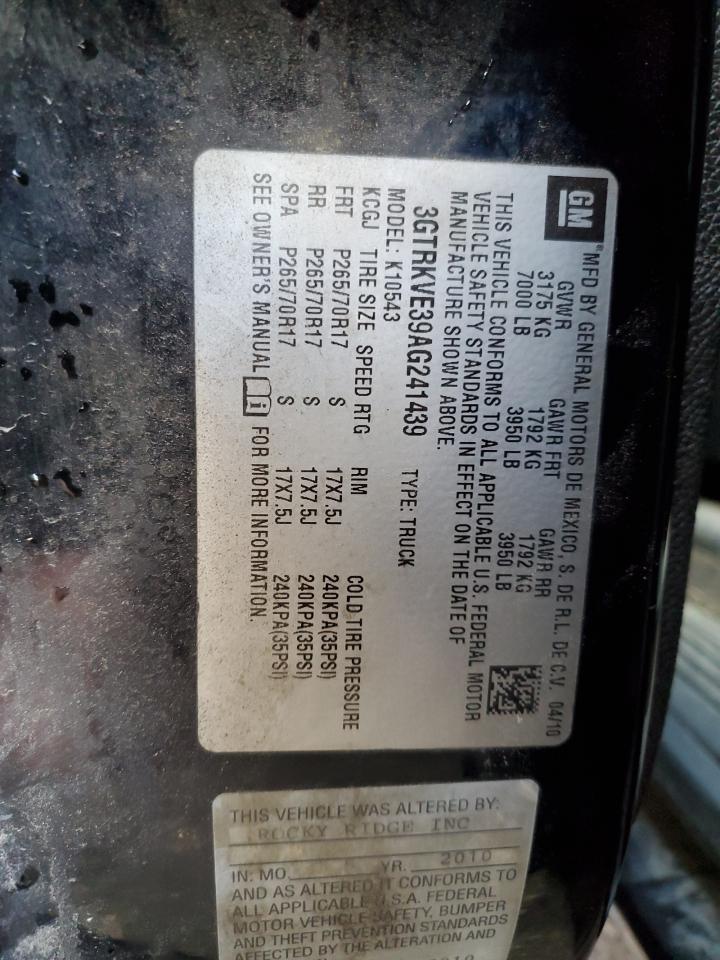 GM
®MFD BY GENERAL MOTORS DE MEXICO, S. DE R.L. DE C.V. 04/10
GVWR GAWR FRT GAWR RR
3175 KG 1792 KG 1792 KG
7000 LB 3950 LB 3950 LB
THIS VEHICLE CONFORMS TO ALL APPLICABLE U.S. FEDERAL MOTOR
VEHICLE SAFETY STANDARDS IN EFFECT ON THE DATE OF
MANUFACTURE SHOWN ABOVE.
3GTRKVE39AG241439 TYPE: TRUCK
MODEL: K10543
KCGJ TIRE SIZE SPEED RTG RIM COLD TIRE PRESSURE
FRT P265/70R17 S 17X7.5J 240KPA(35PSI)
RR P265/70R17 S 17X7.5J 240KPA(35PSI)
SPA P265/70R17 S 17X7.5J 240KPA(35PSI)
SEE OWNER'S MANUAL i FOR MORE INFORMATION.
THIS VEHICLE WAS ALTERED BY:
ROCKY RIDGE INC
IN: MO. YR. 2010
AND AS ALTERED IT CONFORMS TO
ALL APPLICABLE U.S.A. FEDERAL
MOTOR VEHICLE SAFETY, BUMPER
AND THEFT PREVENTION STANDARDS
AFFECTED BY THE ALTERATION AND